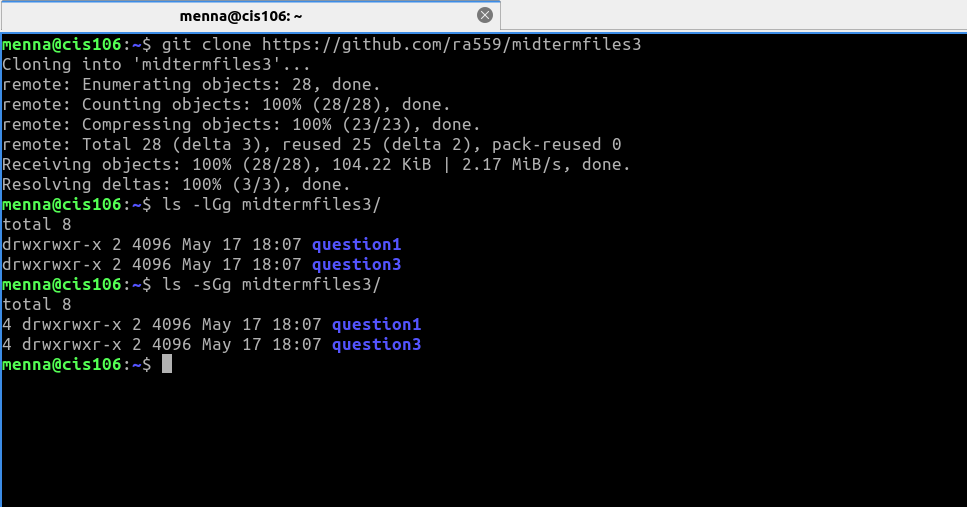 menna@cis106: ~
menna@cis106:~$ git clone https://github.com/ra559/midtermfiles3
Cloning into 'midtermfiles3'...
remote: Enumerating objects: 28, done.
remote: Counting objects: 100% (28/28), done.
remote: Compressing objects: 100% (23/23), done.
remote: Total 28 (delta 3), reused 25 (delta 2), pack-reused 0
Receiving objects: 100% (28/28), 104.22 KiB | 2.17 MiB/s, done.
Resolving deltas: 100% (3/3), done.
menna@cis106:~$ ls -lGg midtermfiles3/
total 8
drwxrwxr-x 2 4096 May 17 18:07 question1
drwxrwxr-x 2 4096 May 17 18:07 question3
menna@cis106:~$ ls -sGg midtermfiles3/
total 8
4 drwxrwxr-x 2 4096 May 17 18:07 question1
4 drwxrwxr-x 2 4096 May 17 18:07 question3
menna@cis106:~$